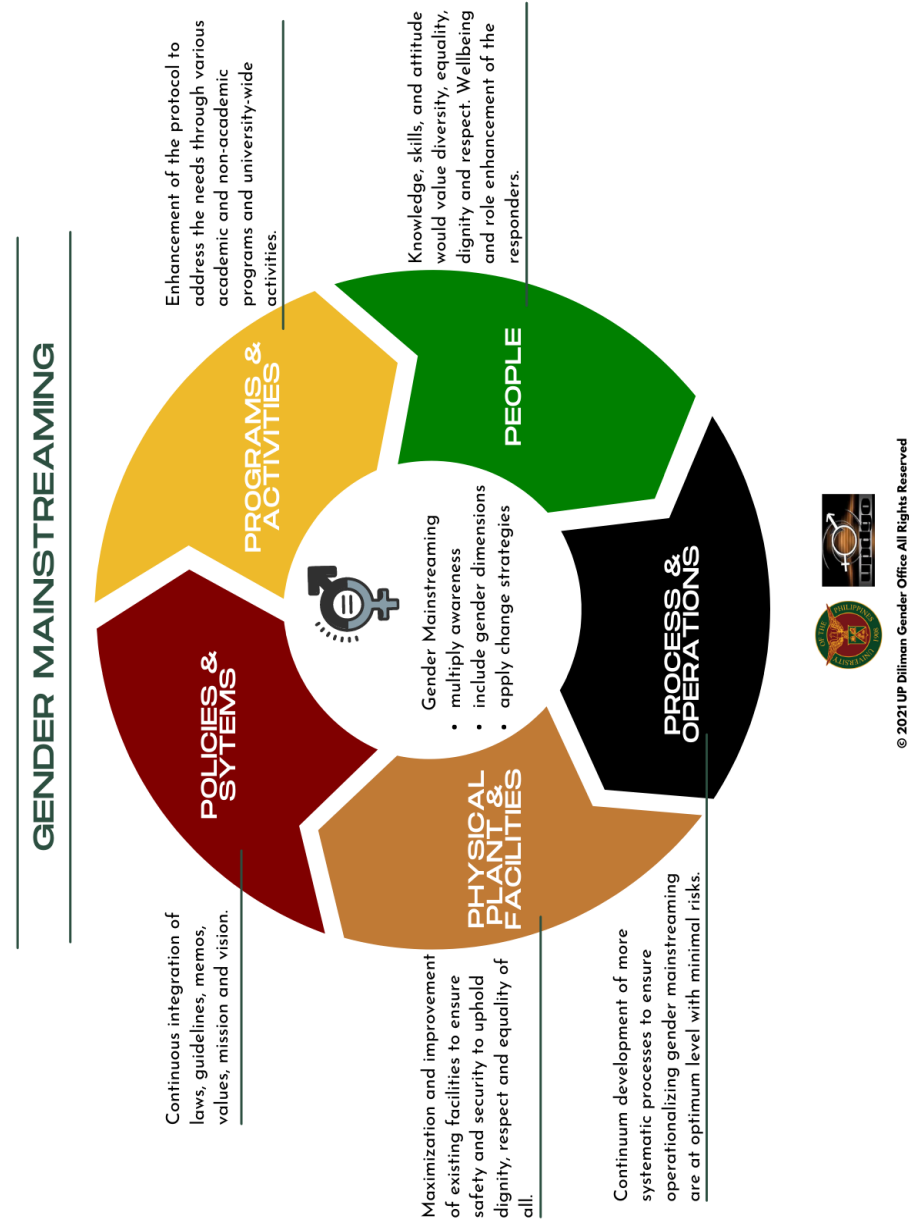 GENDER MAINSTREAMING
Continuous integration of
laws, guidelines, memos,
values, mission and vision.
POLICIES &
SYTEMS
PROGRAMS &
ACTIVITIES
Enhancement of the protocol to
address the needs through various
academic and non-academic
programs and university-wide
activities.
PEOPLE
Knowledge, skills, and attitude
would value diversity, equality,
dignity and respect. Wellbeing
and role enhancement of the
responders.
Gender Mainstreaming
• multiply awareness
• include gender dimensions
• apply change strategies
Maximization and improvement
of existing facilities to ensure
safety and security to uphold
dignity, respect and equality of
all.
PHYSICAL
PLANT &
FACILITIES
PROCESS &
OPERATIONS
Continuum development of more
systematic processes to ensure
operationalizing gender mainstreaming
are at optimum level with minimal risks.
UNIVERSITY OF THE PHILIPPINES
1908
updgo
© 2021 UP Diliman Gender Office All Rights Reserved